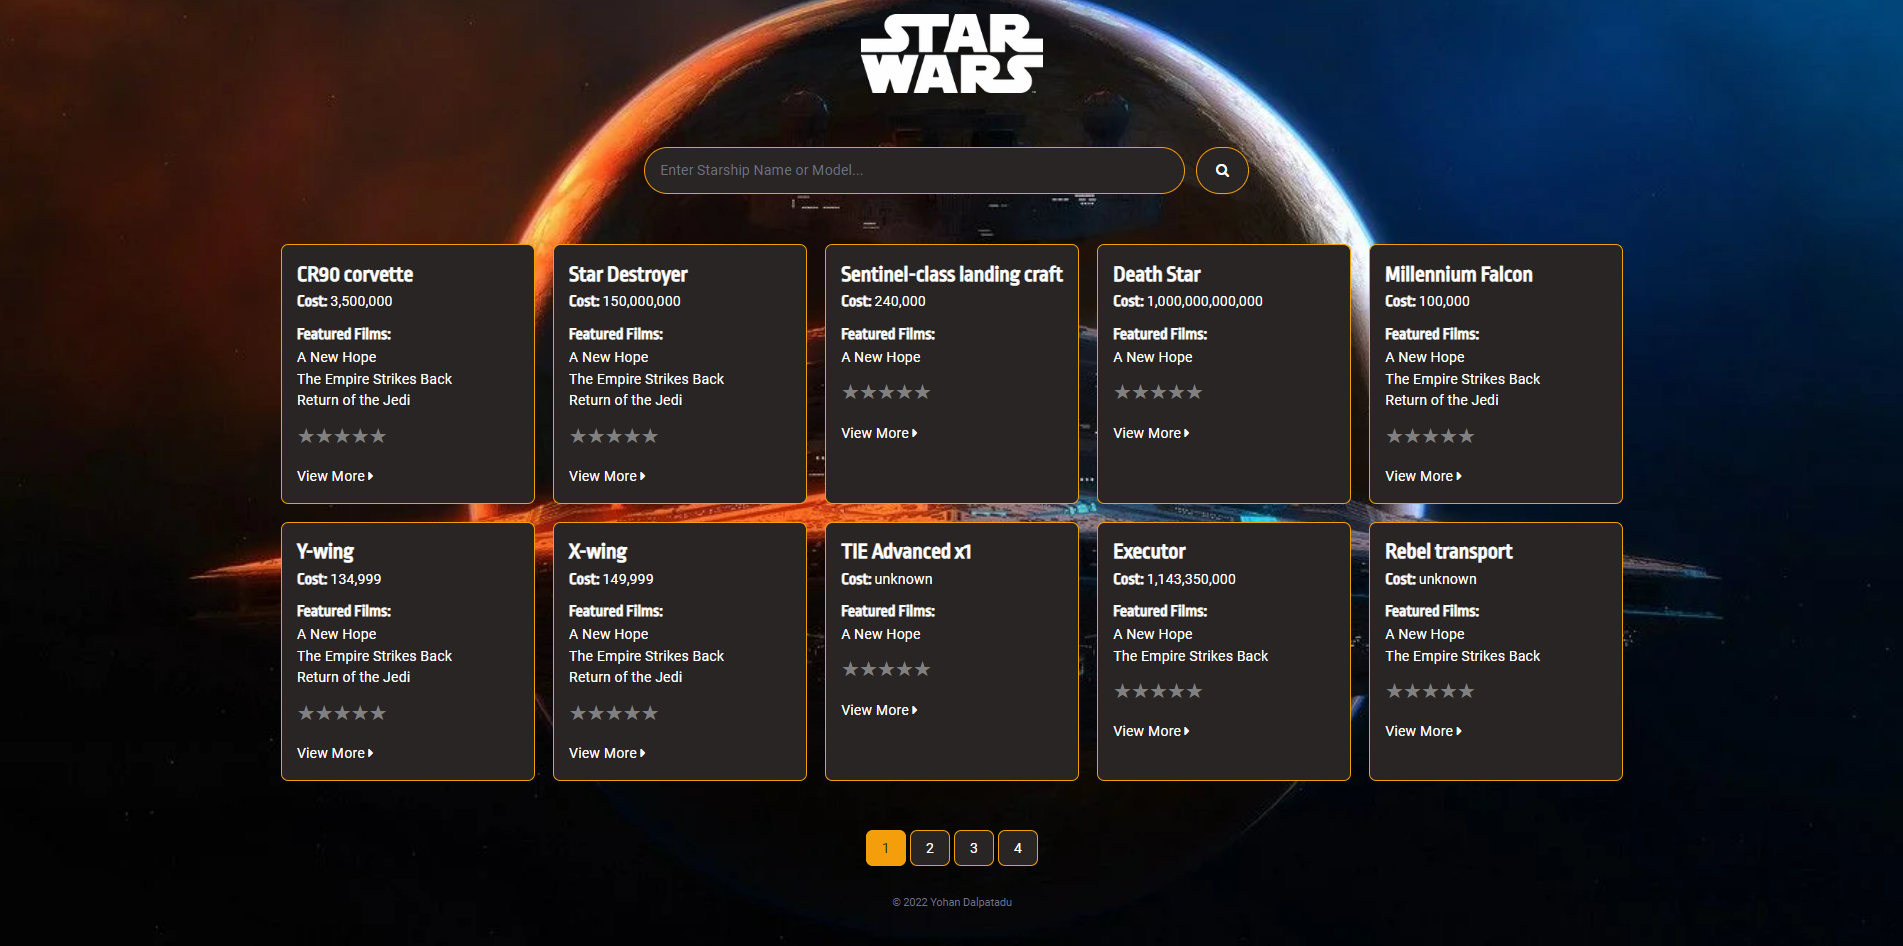 STAR
WARS
Enter Starship Name or Model...
CR90 corvette
Cost: 3,500,000
Featured Films:
A New Hope
The Empire Strikes Back
Return of the Jedi
View More
Star Destroyer
Cost: 150,000,000
Featured Films:
A New Hope
The Empire Strikes Back
Return of the Jedi
View More
Sentinel-class landing craft
Cost: 240,000
Featured Films:
A New Hope
View More
Death Star
Cost: 1,000,000,000,000
Featured Films:
A New Hope
View More
Millennium Falcon
Cost: 100,000
Featured Films:
A New Hope
The Empire Strikes Back
Return of the Jedi
View More
Y-wing
Cost: 134,999
Featured Films:
A New Hope
The Empire Strikes Back
Return of the Jedi
View More
X-wing
Cost: 149,999
Featured Films:
A New Hope
The Empire Strikes Back
Return of the Jedi
View More
TIE Advanced x1
Cost: unknown
Featured Films:
A New Hope
View More
Executor
Cost: 1,143,350,000
Featured Films:
A New Hope
The Empire Strikes Back
View More
Rebel transport
Cost: unknown
Featured Films:
A New Hope
The Empire Strikes Back
View More
1 2 3 4
© 2022 Yohan Dalpatadu